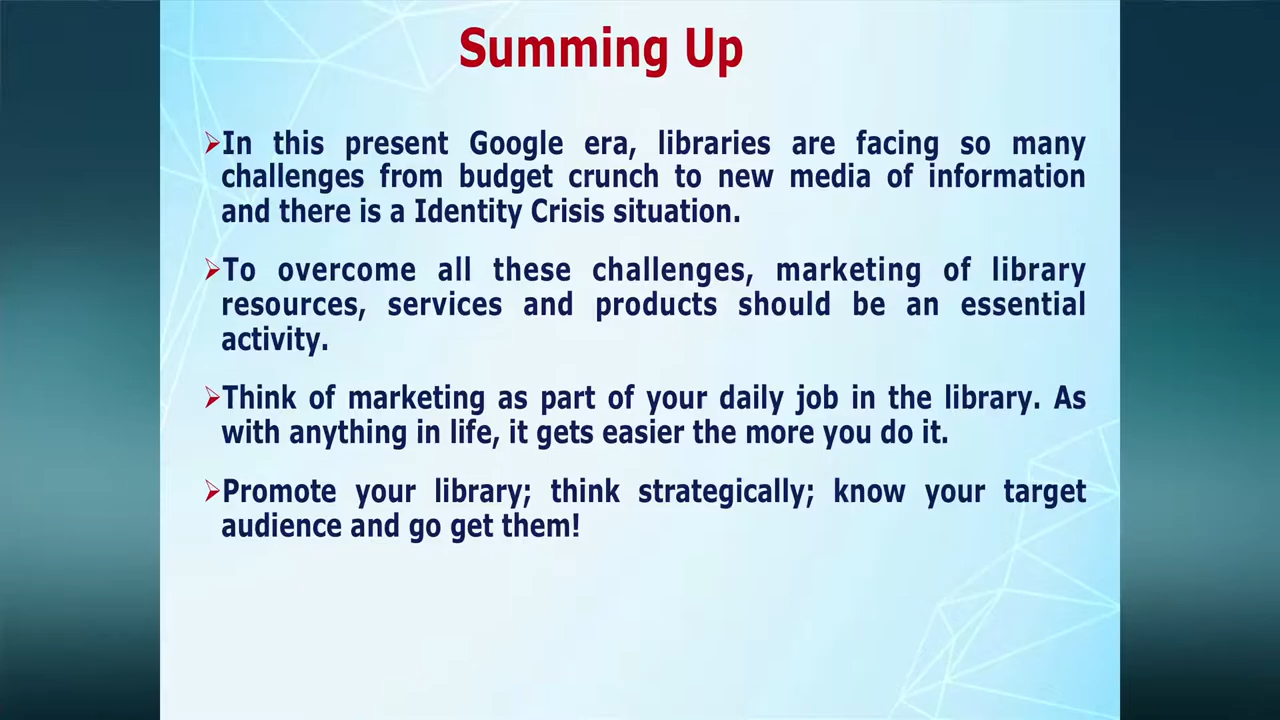 Summing Up
➢In this present Google era, libraries are facing so many
challenges from budget crunch to new media of information
and there is a Identity Crisis situation.
➢To overcome all these challenges, marketing of library
resources, services and products should be an essential
activity.
➢Think of marketing as part of your daily job in the library. As
with anything in life, it gets easier the more you do it.
➢Promote your library; think strategically; know your target
audience and go get them!